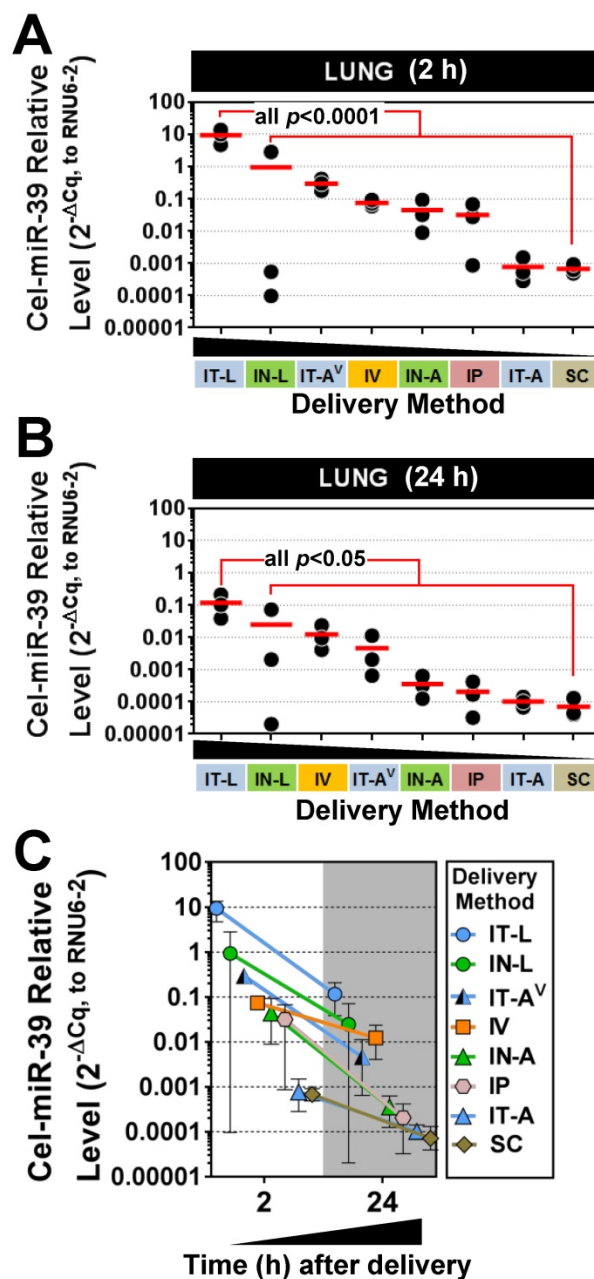 A
LUNG (2 h)
Cel-miR-39 Relative
Level (2-ΔCq, to RNU6-2)
100
10
1
0.1
0.01
0.001
0.0001
0.00001
all p<0.0001
IT-L IN-L IT-AV IV IN-A IP IT-A SC
Delivery Method
B
LUNG (24 h)
Cel-miR-39 Relative
Level (2-ΔCq, to RNU6-2)
100
10
1
0.1
0.01
0.001
0.0001
0.00001
all p<0.05
IT-L IN-L IV IT-AV IN-A IP IT-A SC
Delivery Method
C
Cel-miR-39 Relative
Level (2-ΔCq, to RNU6-2)
100
10
1
0.1
0.01
0.001
0.0001
0.00001
2 24
Time (h) after delivery
Delivery
Method
IT-L
IN-L
IT-AV
IV
IN-A
IP
IT-A
SC